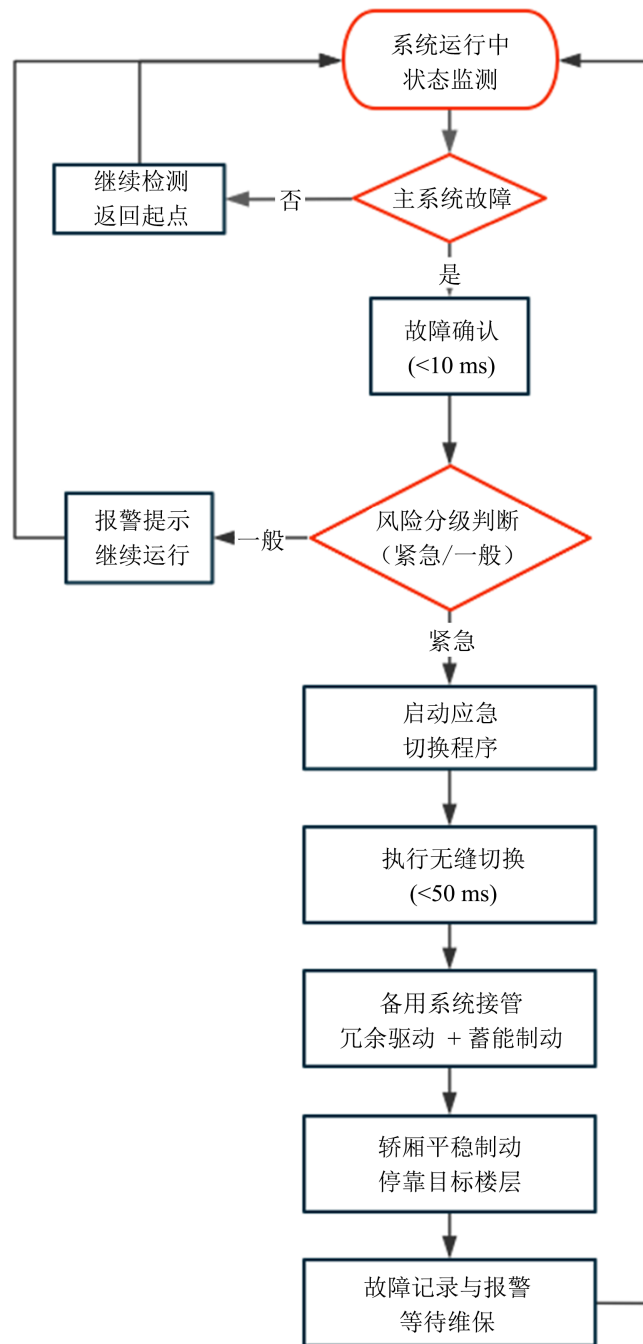 系统运行中
状态监测
主系统故障
否
继续检测
返回起点
是
故障确认
(<10 ms)
风险分级判断
（紧急/一般）
一般
报警提示
继续运行
紧急
启动应急
切换程序
执行无缝切换
(<50 ms)
备用系统接管
冗余驱动 + 蓄能制动
轿厢平稳制动
停靠目标楼层
故障记录与报警
等待维保